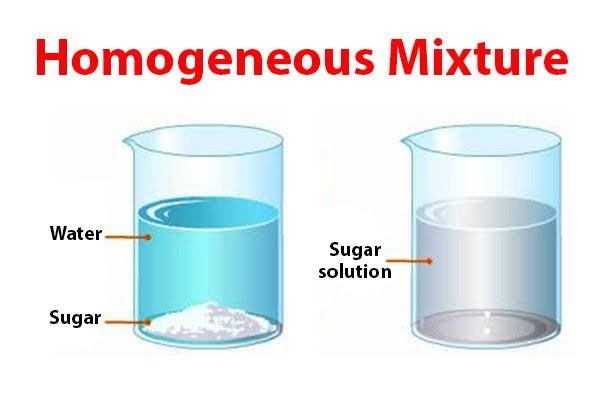 Homogeneous Mixture
Water
Sugar
Sugar
solution